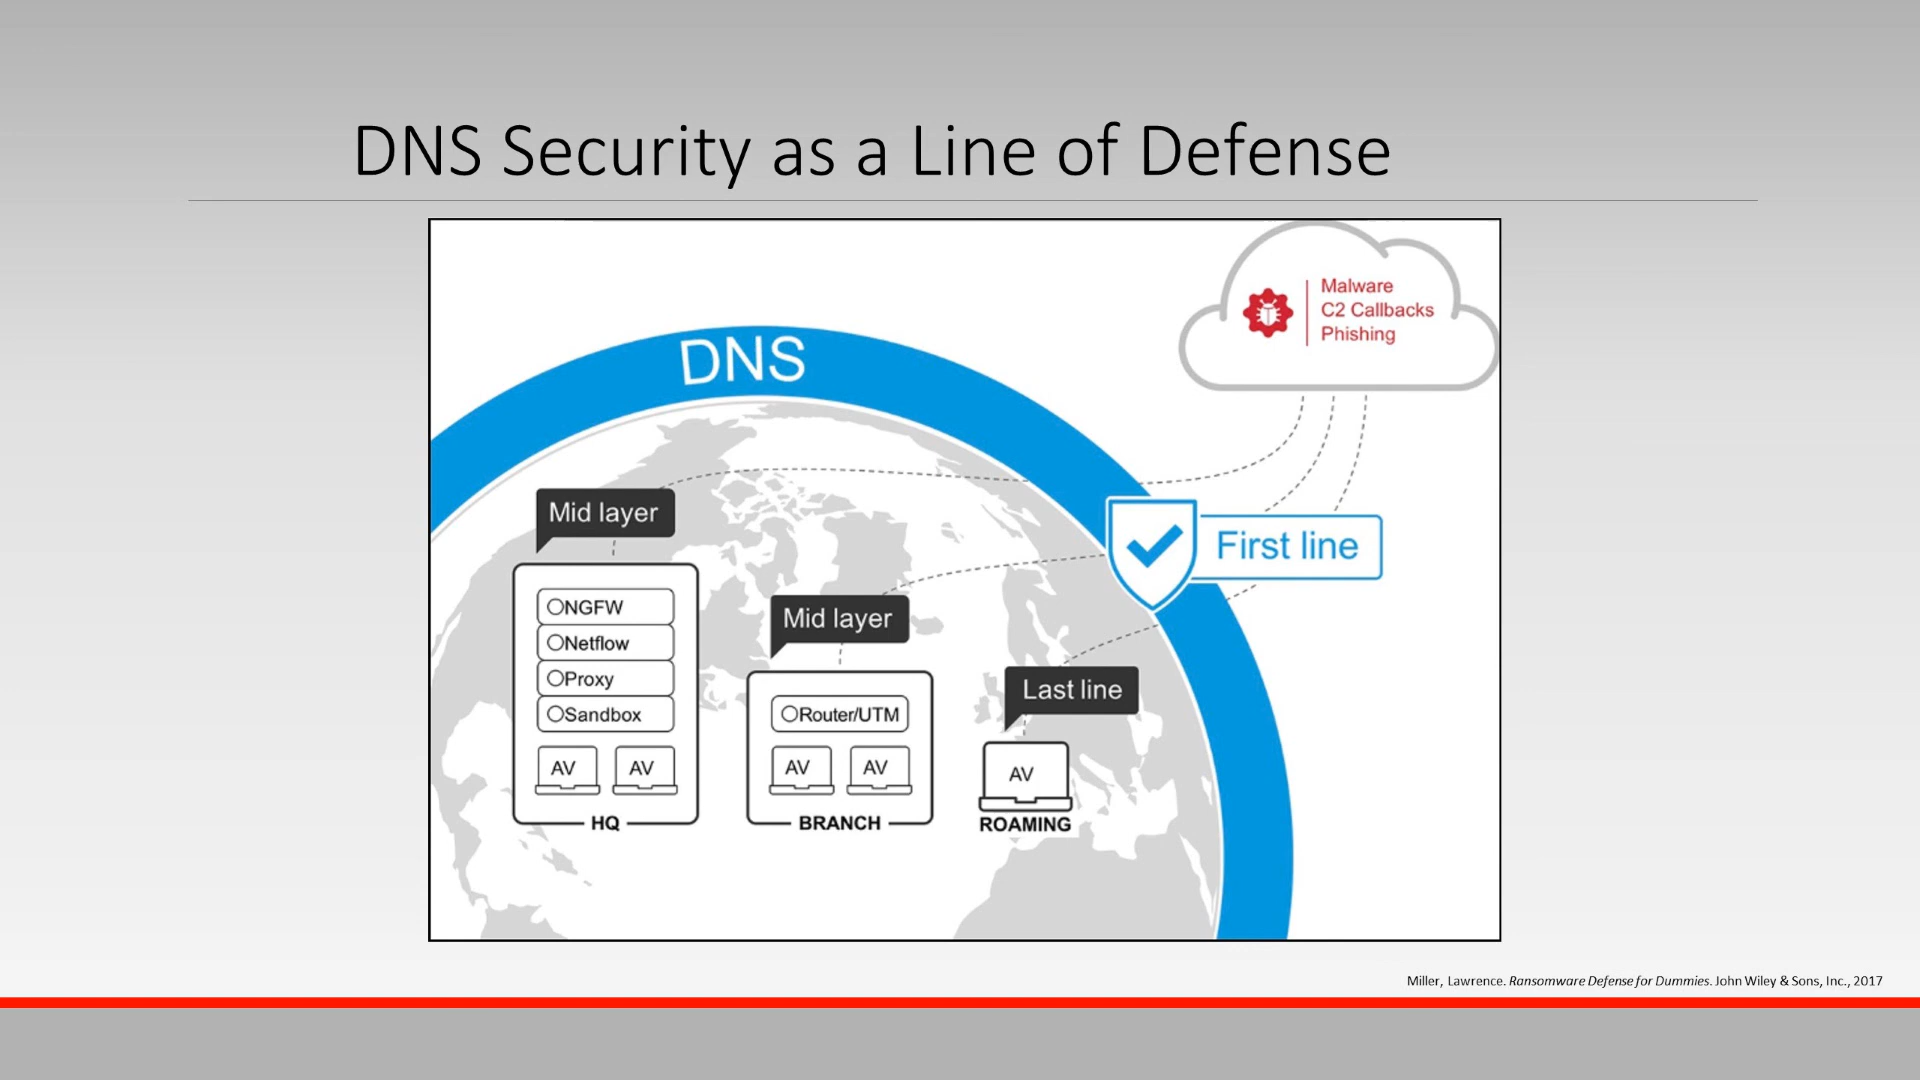 DNS Security as a Line of Defense
DNS
Malware
C2 Callbacks
Phishing
First line
Mid layer
NGFW
Netflow
Proxy
Sandbox
AV AV
HQ
Mid layer
Router/UTM
AV AV
BRANCH
Last line
AV
ROAMING
Miller, Lawrence. Ransomware Defense for Dummies. John Wiley & Sons, Inc., 2017